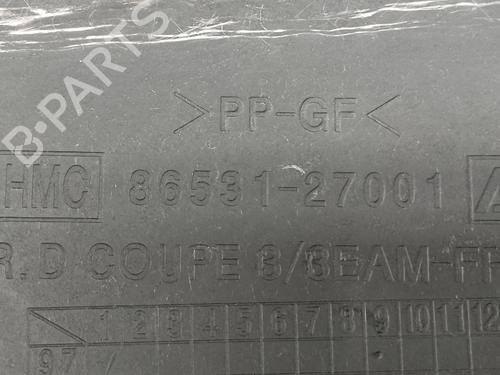 B-PARTS
>PP-GF<
HMC 86531-27001 A
R.D COUPE B/BEAM-FR
1 2 3 4 5 6 7 8 9 10 11 12
97